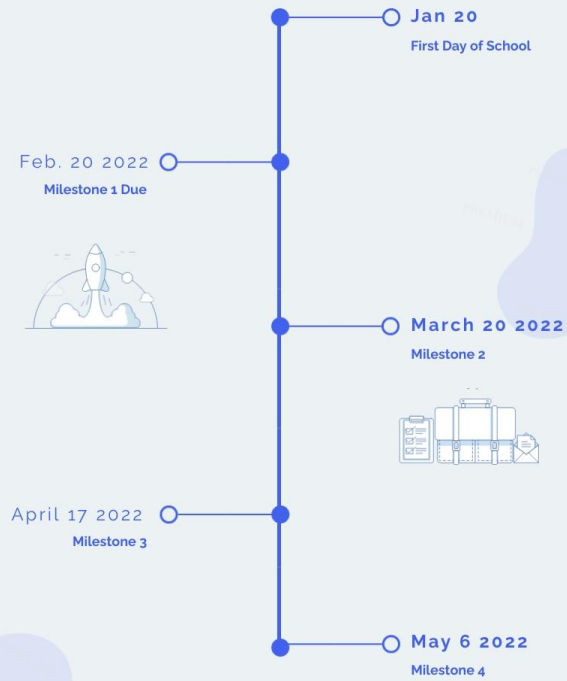 Jan 20
First Day of School
Feb. 20 2022
Milestone 1 Due
March 20 2022
Milestone 2
April 17 2022
Milestone 3
May 6 2022
Milestone 4